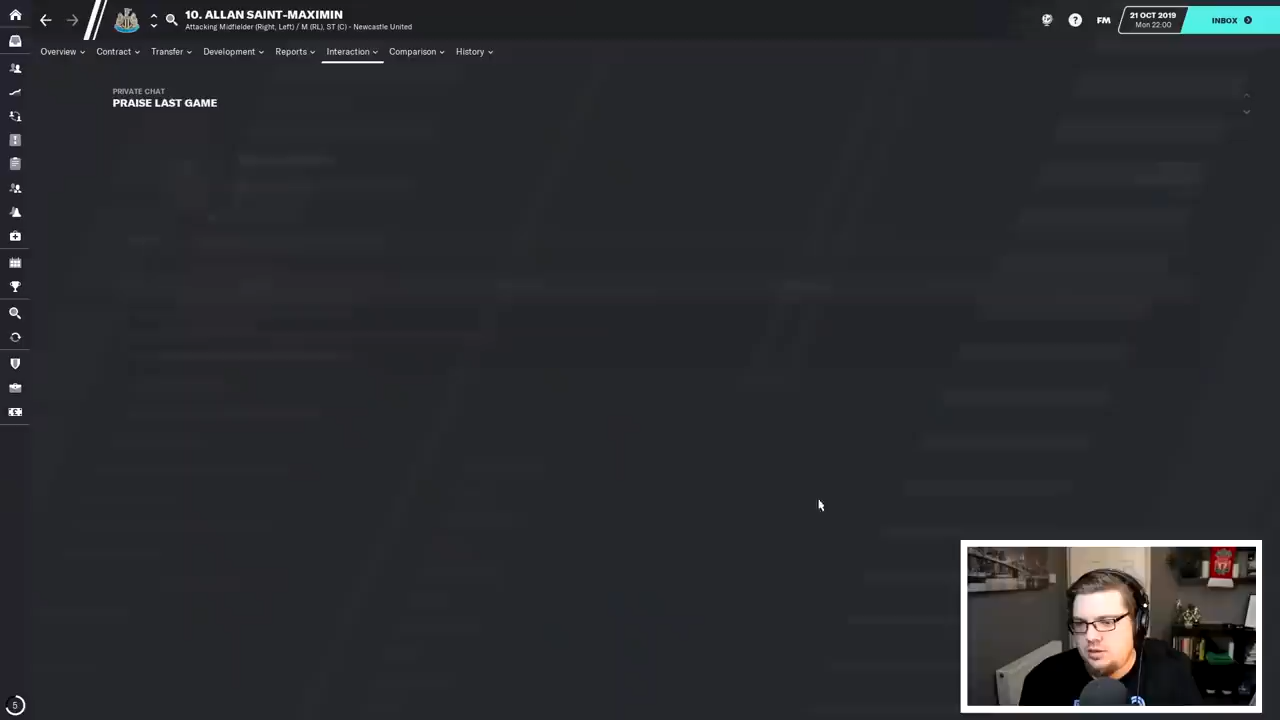 10. ALLAN SAINT-MAXIMIN
Attacking Midfielder (Right, Left) / M (RL), ST (C) - Newcastle United
FM
21 OCT 2019
Mon 22:00
INBOX
Overview
Contract
Transfer
Development
Reports
Interaction
Comparison
History
PRIVATE CHAT
PRAISE LAST GAME
5